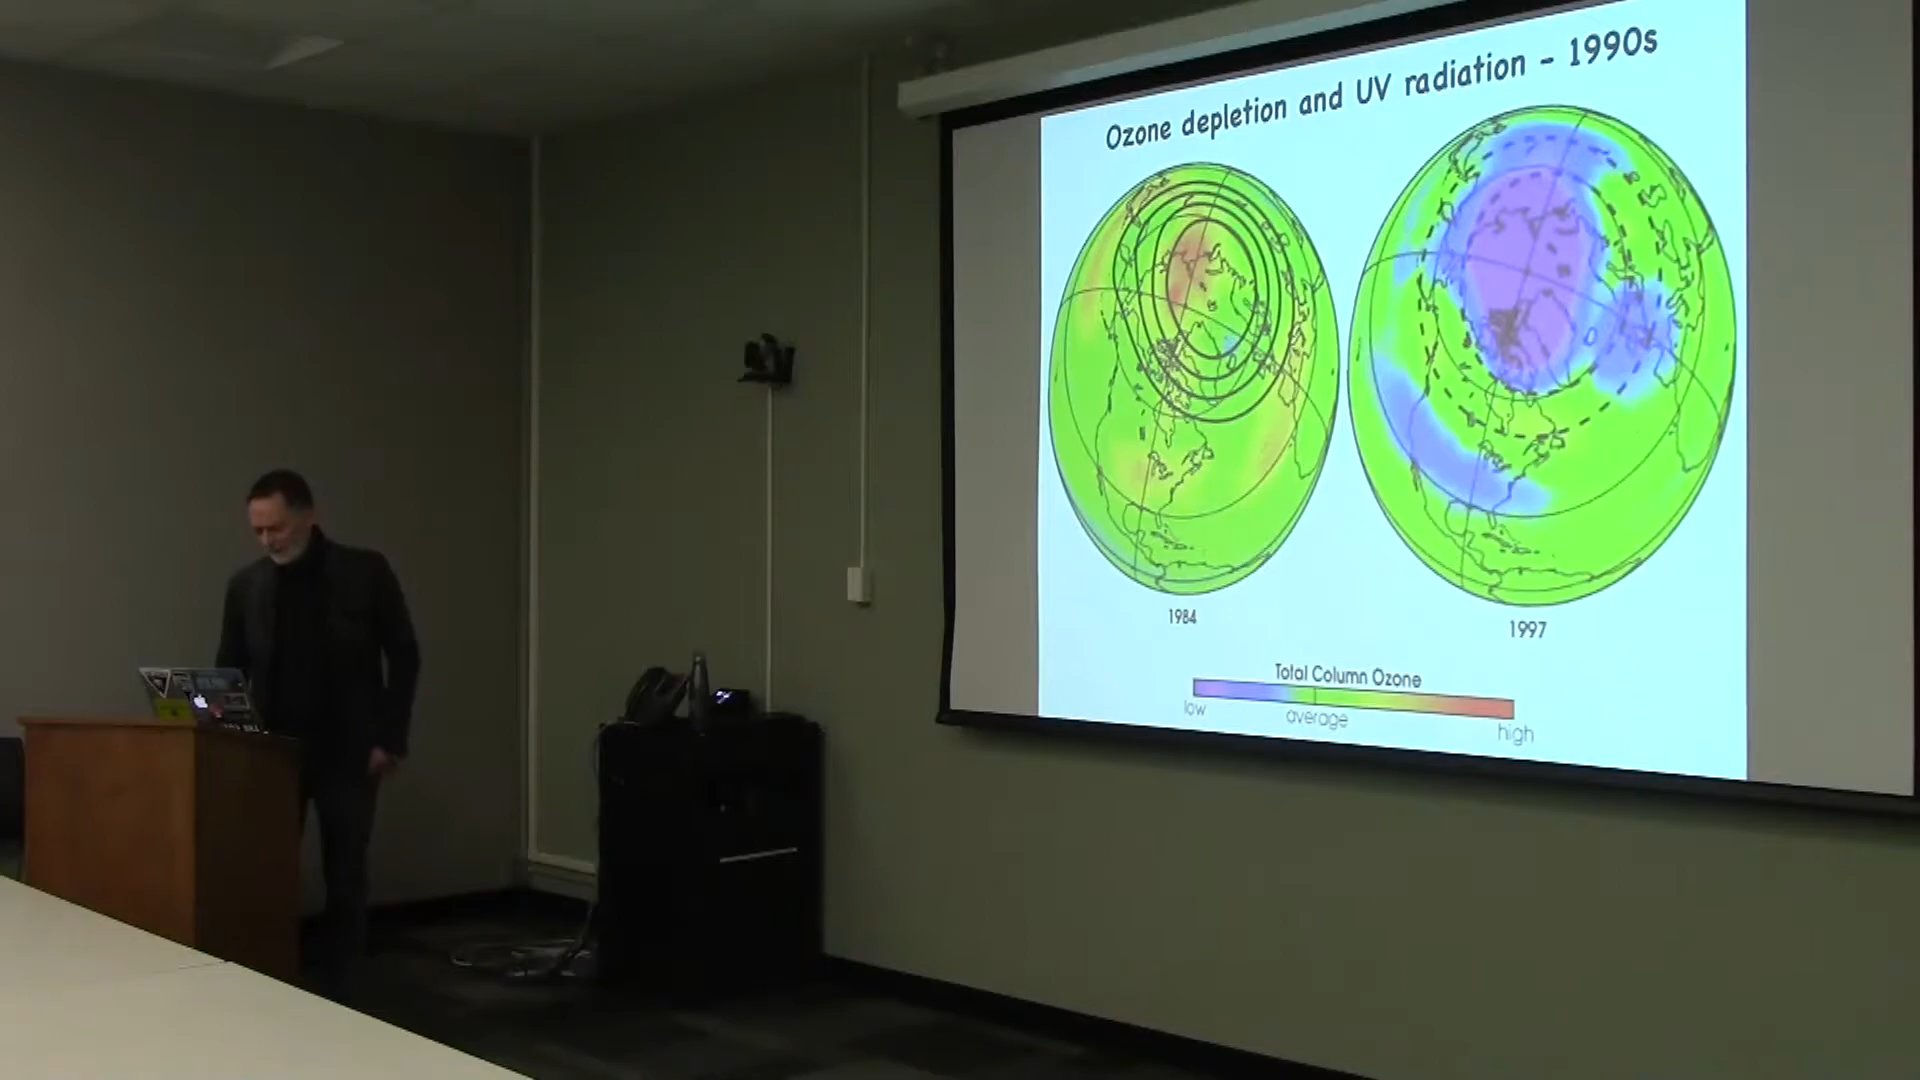 Ozone depletion and UV radiation - 1990s
1984
1997
Total Column Ozone
low
average
high